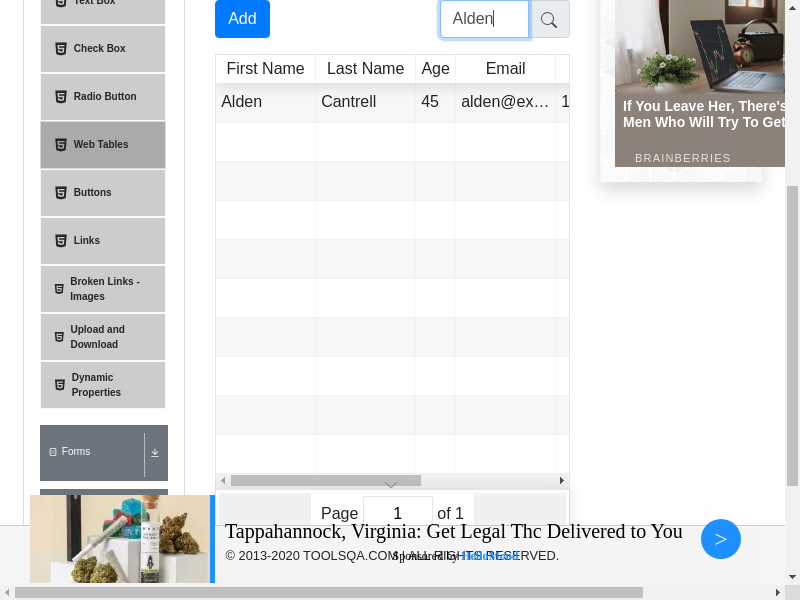 Text Box
Check Box
Radio Button
Web Tables
Buttons
Links
Broken Links -
Images
Upload and
Download
Dynamic
Properties
Forms
Add
Alden
First Name Last Name Age Email
Alden Cantrell 45 alden@ex… 1
Page 1 of 1
If You Leave Her, There's
Men Who Will Try To Get
BRAINBERRIES
Tappahannock, Virginia: Get Legal Thc Delivered to You
>
© 2013-2020 TOOLSQA.COM | ALL RIGHTS RESERVED.
Sponsored by